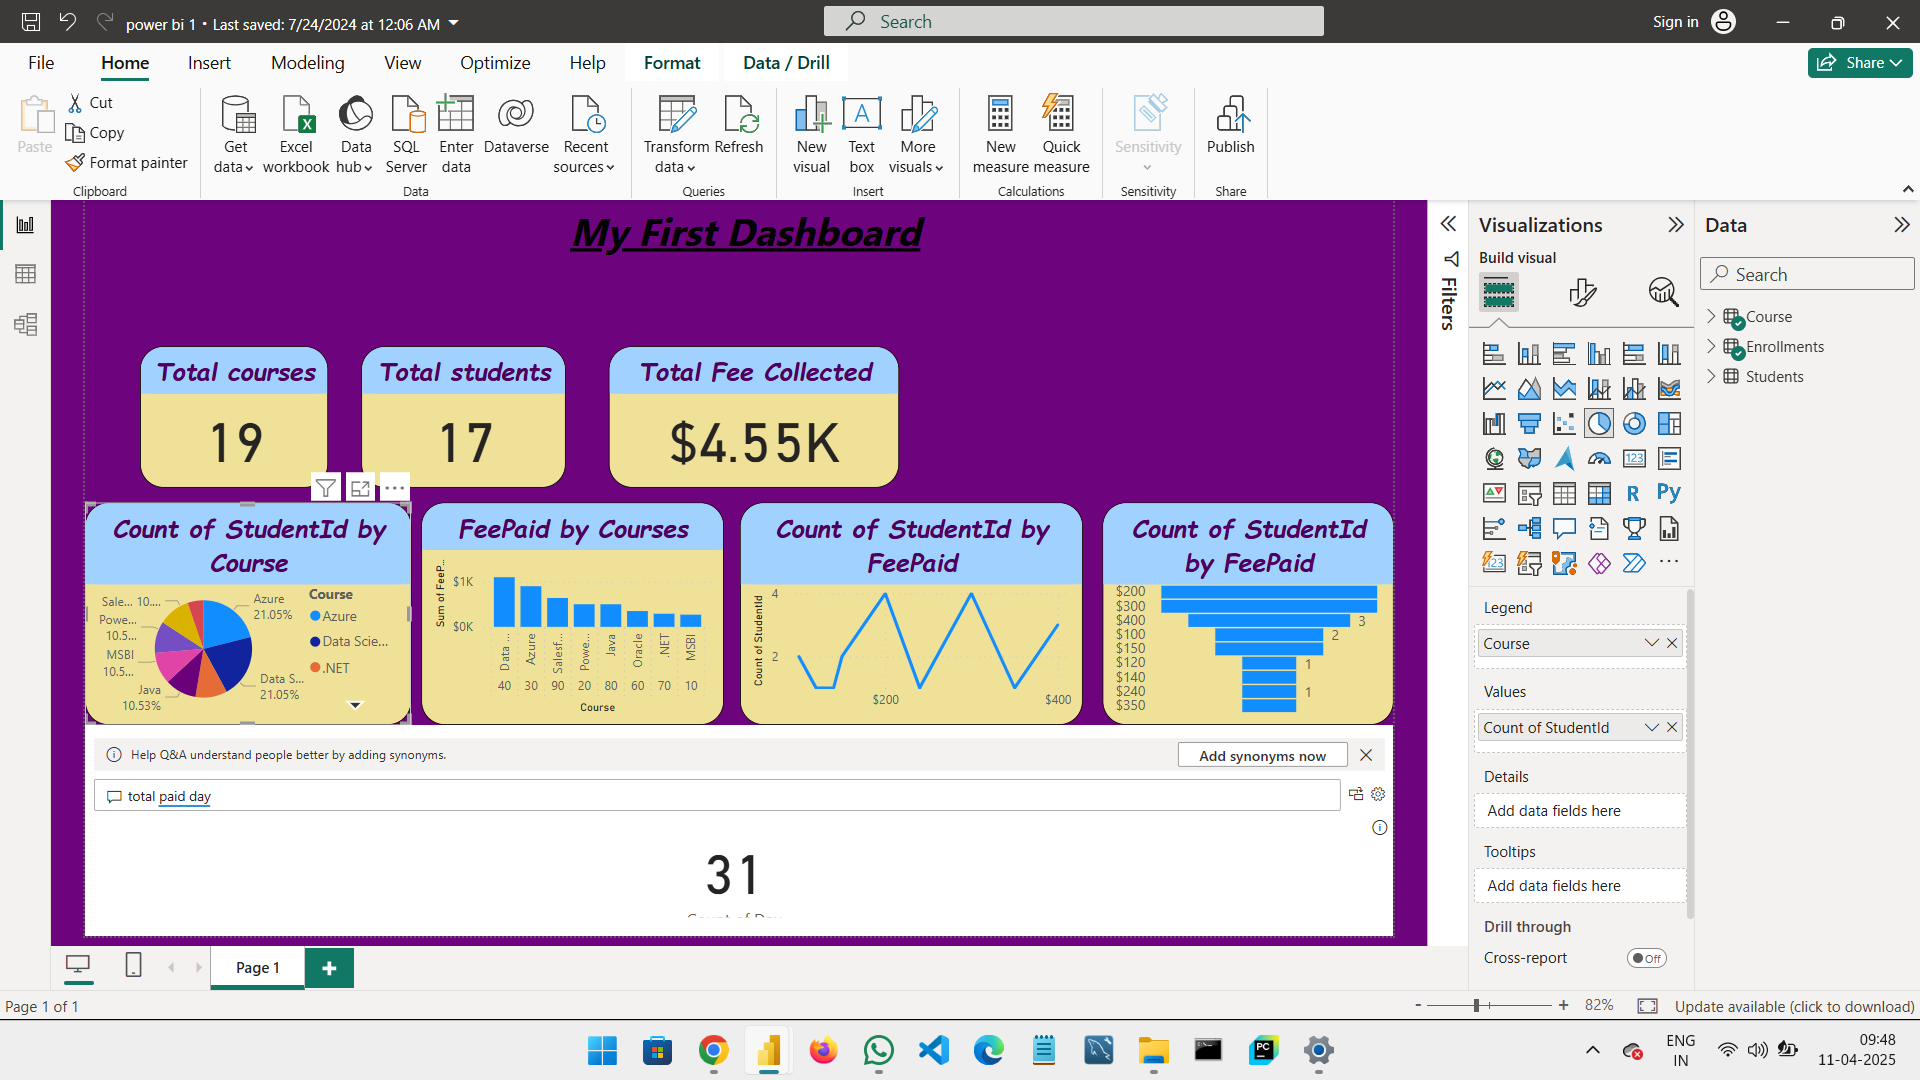 power bi 1 • Last saved: 7/24/2024 at 12:06 AM
Search
Sign in
File
Home
Insert
Modeling
View
Optimize
Help
Format
Data / Drill
Share
Paste
Cut
Copy
Format painter
Clipboard
Get data
Excel workbook
Data hub
SQL Server
Enter data
Dataverse
Recent sources
Data
Transform data
Refresh
Queries
New visual
Text box
More visuals
Insert
New measure
Quick measure
Calculations
Sensitivity
Sensitivity
Publish
Share
My First Dashboard
Total courses
19
Total students
17
Total Fee Collected
$4.55K
Count of StudentId by Course
Sale... 10....
Powe... 10.5...
MSBI 10.5...
Java 10.53%
Azure 21.05%
Data S... 21.05%
Course
Azure
Data Scie...
.NET
FeePaid by Courses
Sum of FeeP...
$1K
$0K
Data ...
Azure
Salesf...
Powe...
Java
Oracle
.NET
MSBI
40 30 90 20 80 60 70 10
Course
Count of StudentId by FeePaid
Count of StudentId
4
2
$200
$400
Count of StudentId by FeePaid
$200
$300
$400
3
$100
2
$150
$120
1
$140
$240
1
$350
Help Q&A understand people better by adding synonyms.
Add synonyms now
total paid day
31
Count of Day
Filters
Visualizations
Build visual
123
R
Py
123
Legend
Course
Values
Count of StudentId
Details
Add data fields here
Tooltips
Add data fields here
Drill through
Cross-report
Off
Data
Search
Course
Enrollments
Students
Page 1
Page 1 of 1
- + 82%
Update available (click to download)
PC
ENG
IN
09:48
11-04-2025